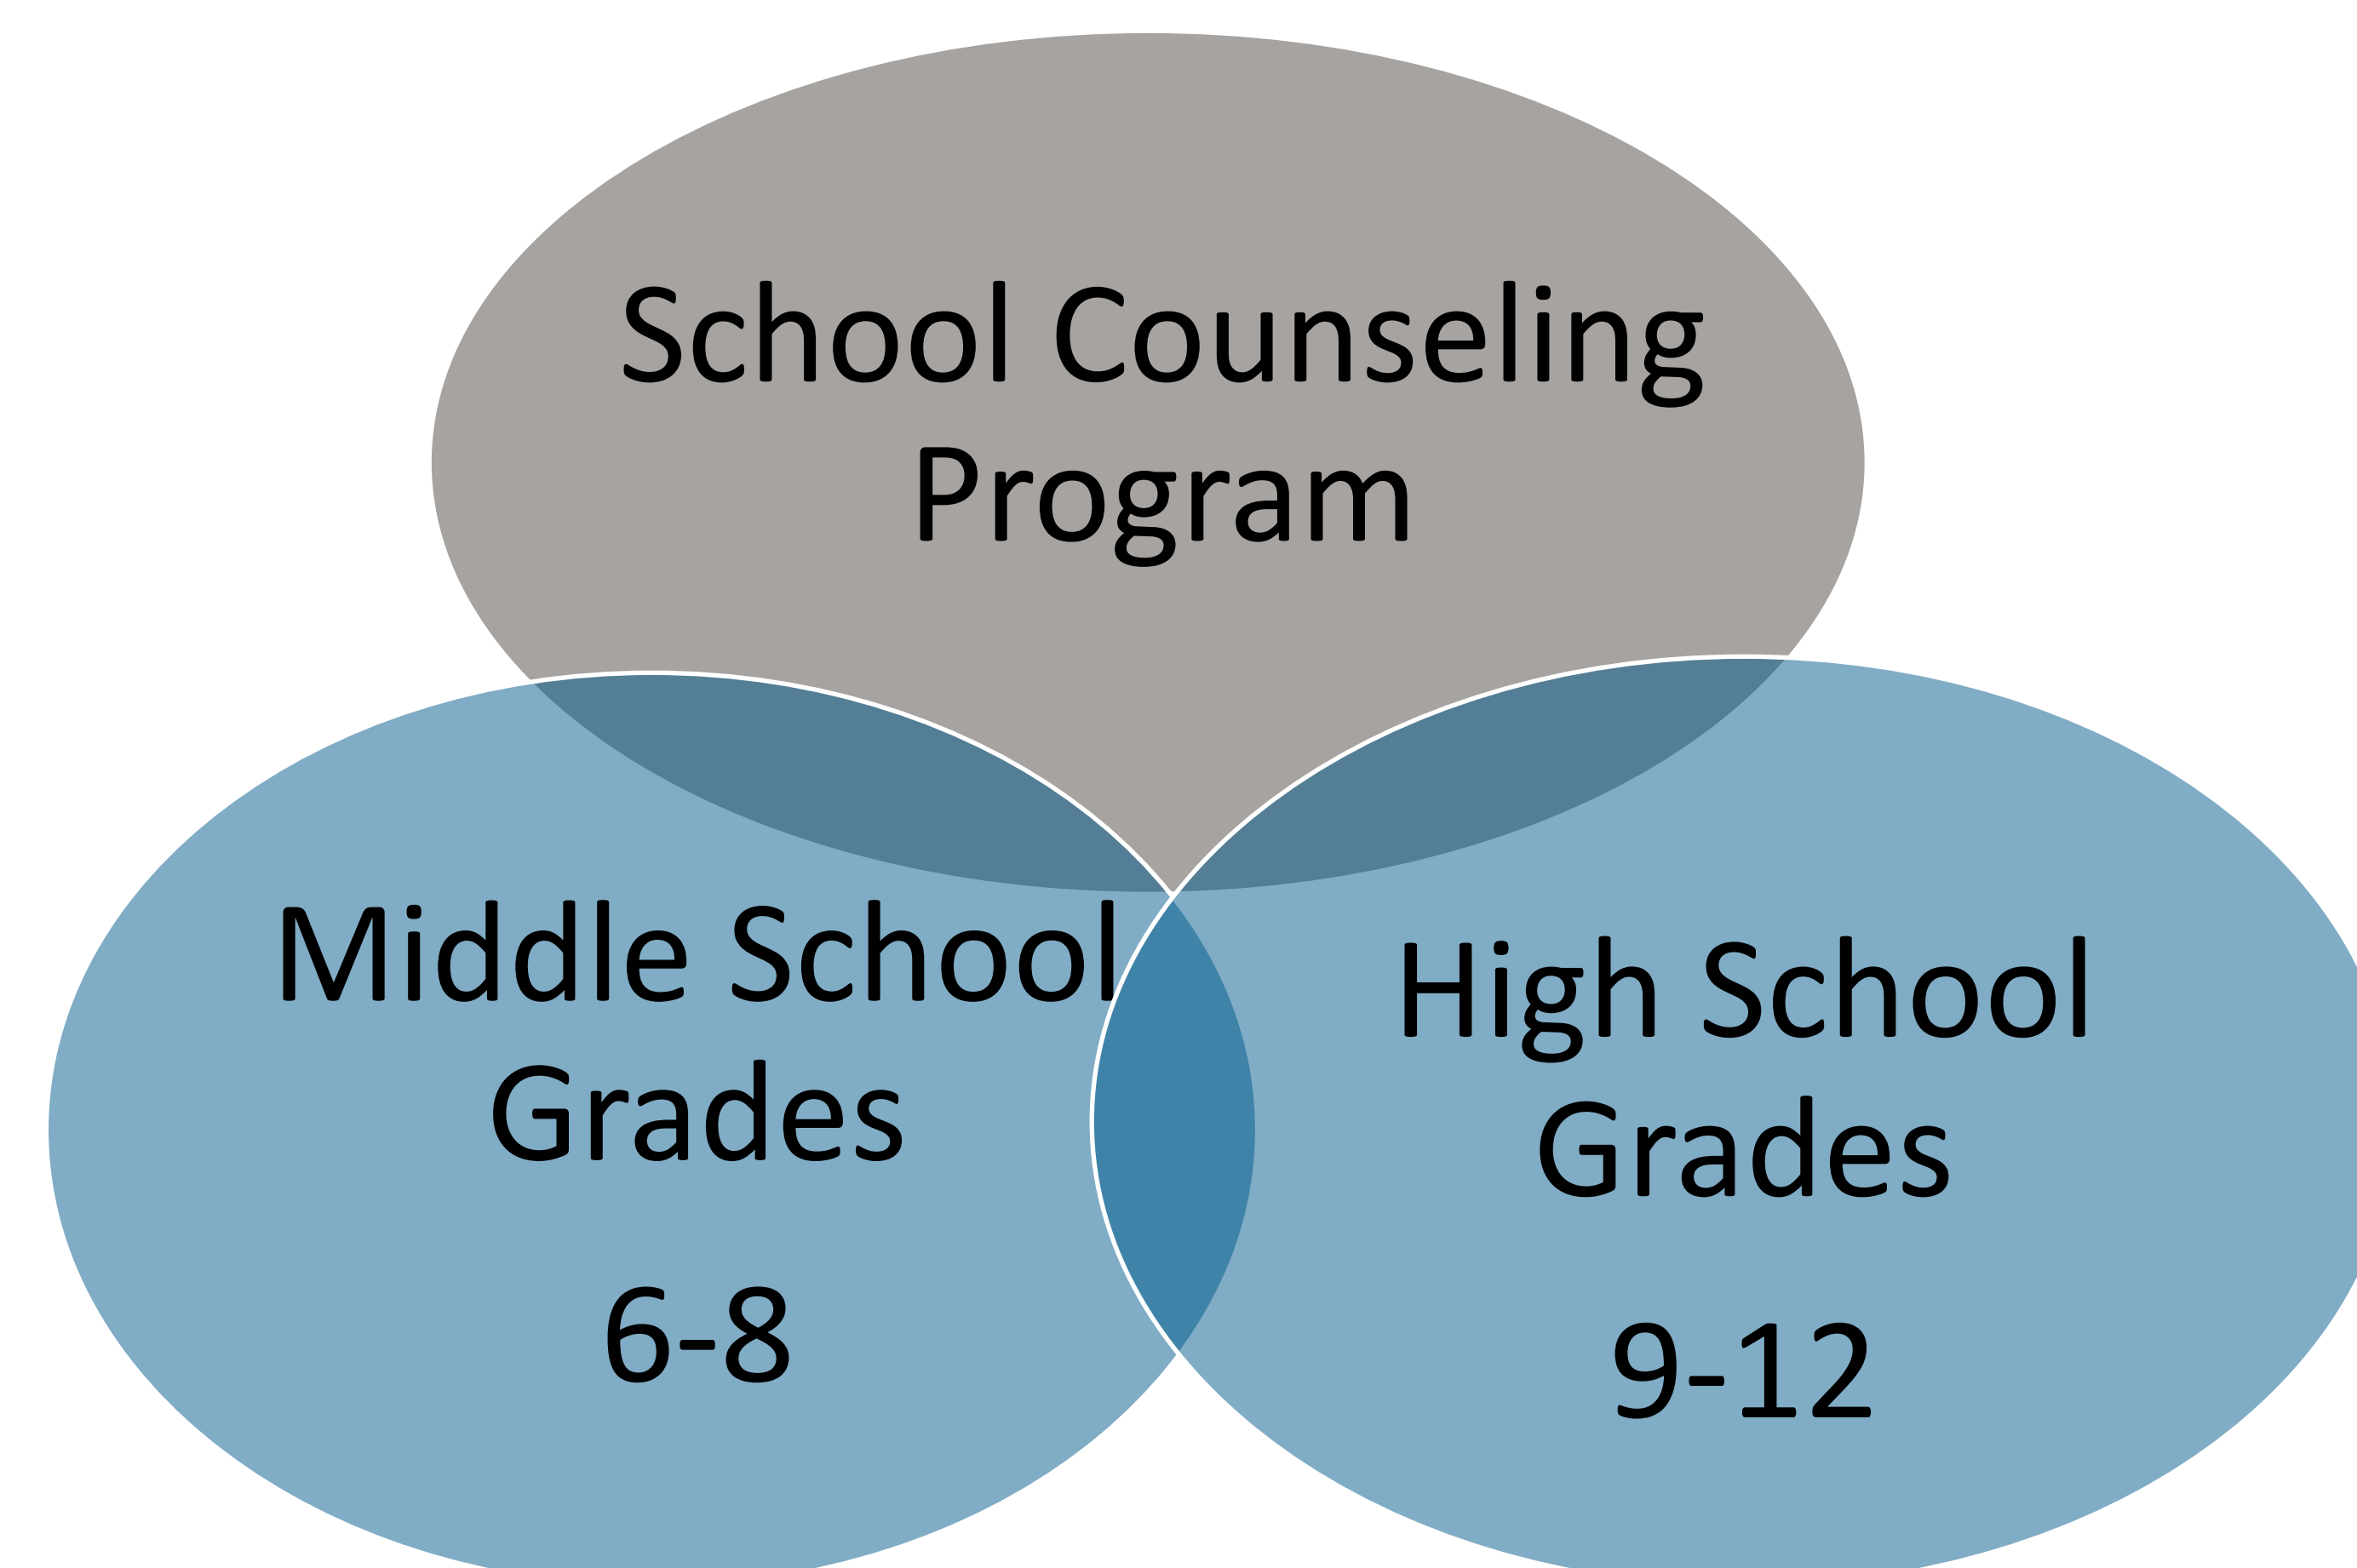 School Counseling
Program
Middle School
Grades
6-8
High School
Grades
9-12